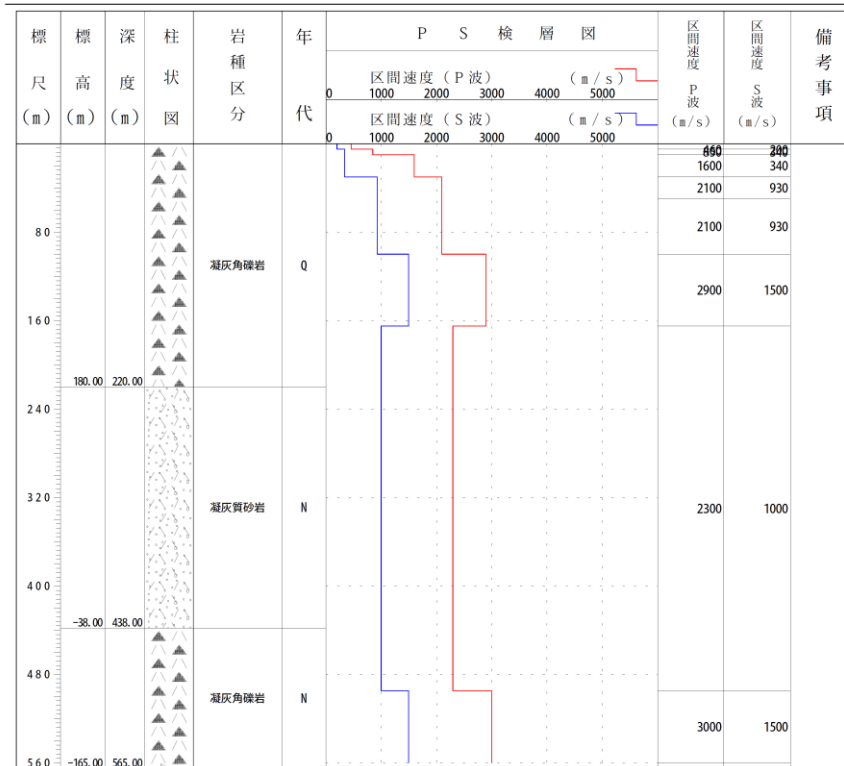 標尺(m)
標高(m)
深度(m)
柱状図
岩種区分
年代
PS検層図
区間速度(P波) (m/s)
0 1000 2000 3000 4000 5000
区間速度(S波) (m/s)
0 1000 2000 3000 4000 5000
区間速度 P波 (m/s)
区間速度 S波 (m/s)
備考事項
340
1600 340
2100 930
80
2100 930
凝灰角礫岩 Q
2900 1500
160
180.00 220.00
240
320
凝灰質砂岩 N
2300 1000
400
-38.00 438.00
480
凝灰角礫岩 N
3000 1500
560 -165.00 565.00